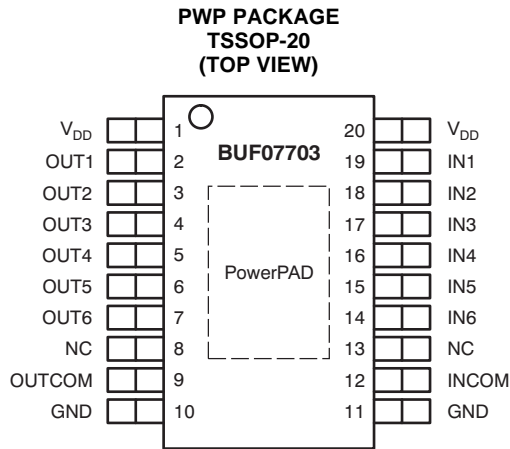 PWP PACKAGE
TSSOP-20
(TOP VIEW)
V_DD 1 20 V_DD
BUF07703
OUT1 2 19 IN1
OUT2 3 18 IN2
OUT3 4 17 IN3
OUT4 5 16 IN4
PowerPAD
OUT5 6 15 IN5
OUT6 7 14 IN6
NC 8 13 NC
OUTCOM 9 12 INCOM
GND 10 11 GND